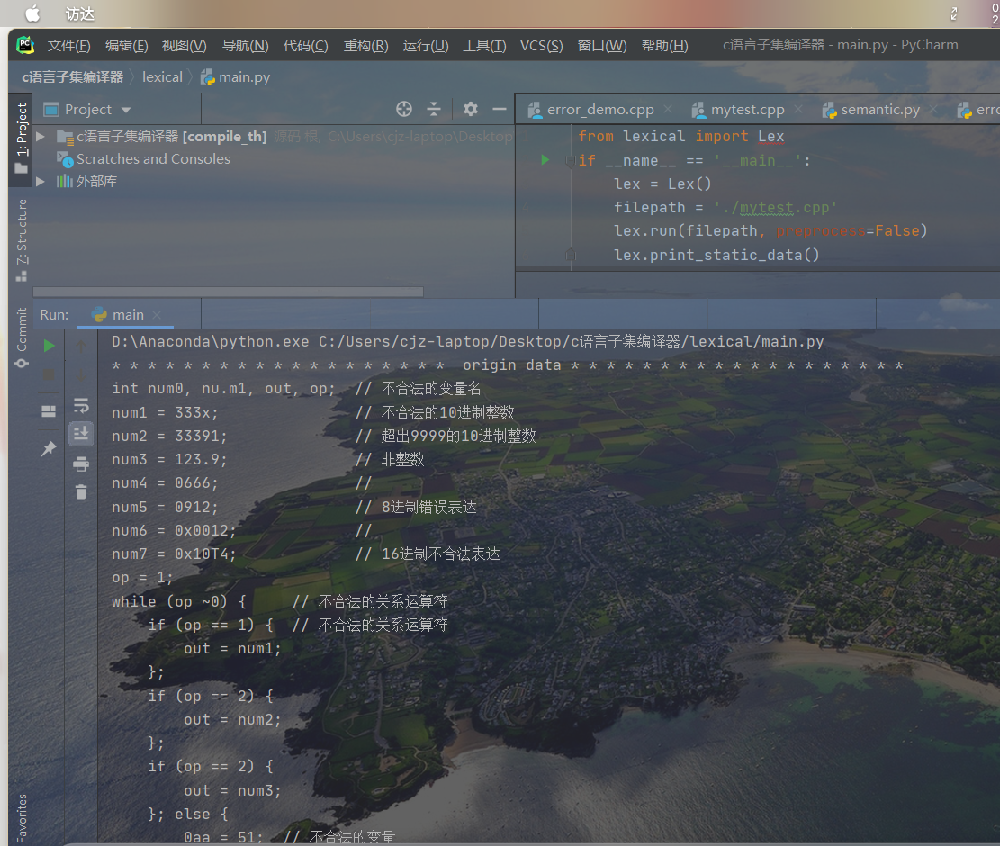 访达
0
2
PC 文件(F) 编辑(E) 视图(V) 导航(N) 代码(C) 重构(R) 运行(U) 工具(T) VCS(S) 窗口(W) 帮助(H) c语言子集编译器 - main.py - PyCharm
c语言子集编译器 lexical main.py
1: Project
Project
c语言子集编译器 [compile_th] 源码 根, C:\Users\cjz-laptop\Desktop
Scratches and Consoles
外部库
error_demo.cpp mytest.cpp semantic.py erro
from lexical import Lex
if __name__ == '__main__':
lex = Lex()
filepath = './mytest.cpp'
lex.run(filepath, preprocess=False)
lex.print_static_data()
Z: Structure
Commit
Favorites
Run: main
D:\Anaconda\python.exe C:/Users/cjz-laptop/Desktop/c语言子集编译器/lexical/main.py
* * * * * * * * * * * * * * * * * * * origin data * * * * * * * * * * * * * * * * * * *
int num0, nu.m1, out, op; // 不合法的变量名
num1 = 333x; // 不合法的10进制整数
num2 = 33391; // 超出9999的10进制整数
num3 = 123.9; // 非整数
num4 = 0666; //
num5 = 0912; // 8进制错误表达
num6 = 0x0012; //
num7 = 0x10T4; // 16进制不合法表达
op = 1;
while (op ~0) { // 不合法的关系运算符
if (op == 1) { // 不合法的关系运算符
out = num1;
};
if (op == 2) {
out = num2;
};
if (op == 2) {
out = num3;
}; else {
0aa = 51; // 不合法的变量